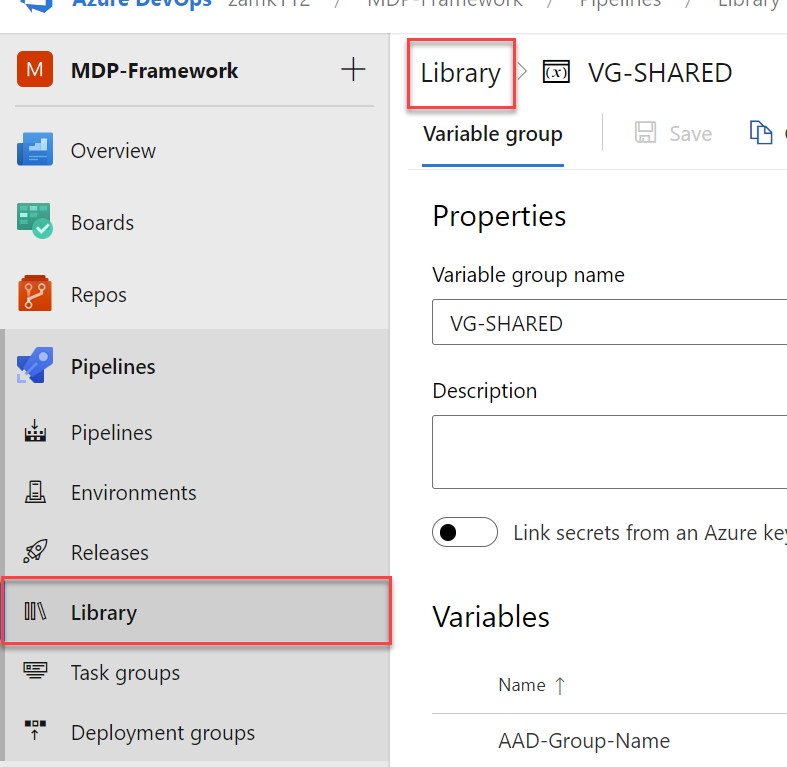 Azure DevOps zamk112 / MDP-Framework / Pipelines / Library
M MDP-Framework +
Library > (x) VG-SHARED
Variable group Save
Overview
Boards
Repos
Pipelines
Pipelines
Environments
Releases
Library
Task groups
Deployment groups
Properties
Variable group name
VG-SHARED
Description
Link secrets from an Azure key
Variables
Name ↑
AAD-Group-Name